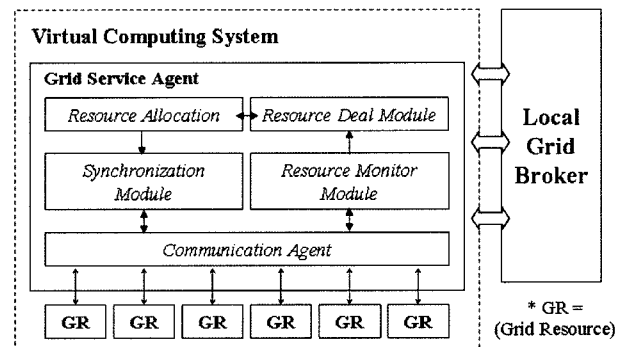 Virtual Computing System
Grid Service Agent
Resource Allocation
Resource Deal Module
Synchronization
Module
Resource Monitor
Module
Communication Agent
GR
GR
GR
GR
GR
GR
Local
Grid
Broker
* GR =
(Grid Resource)